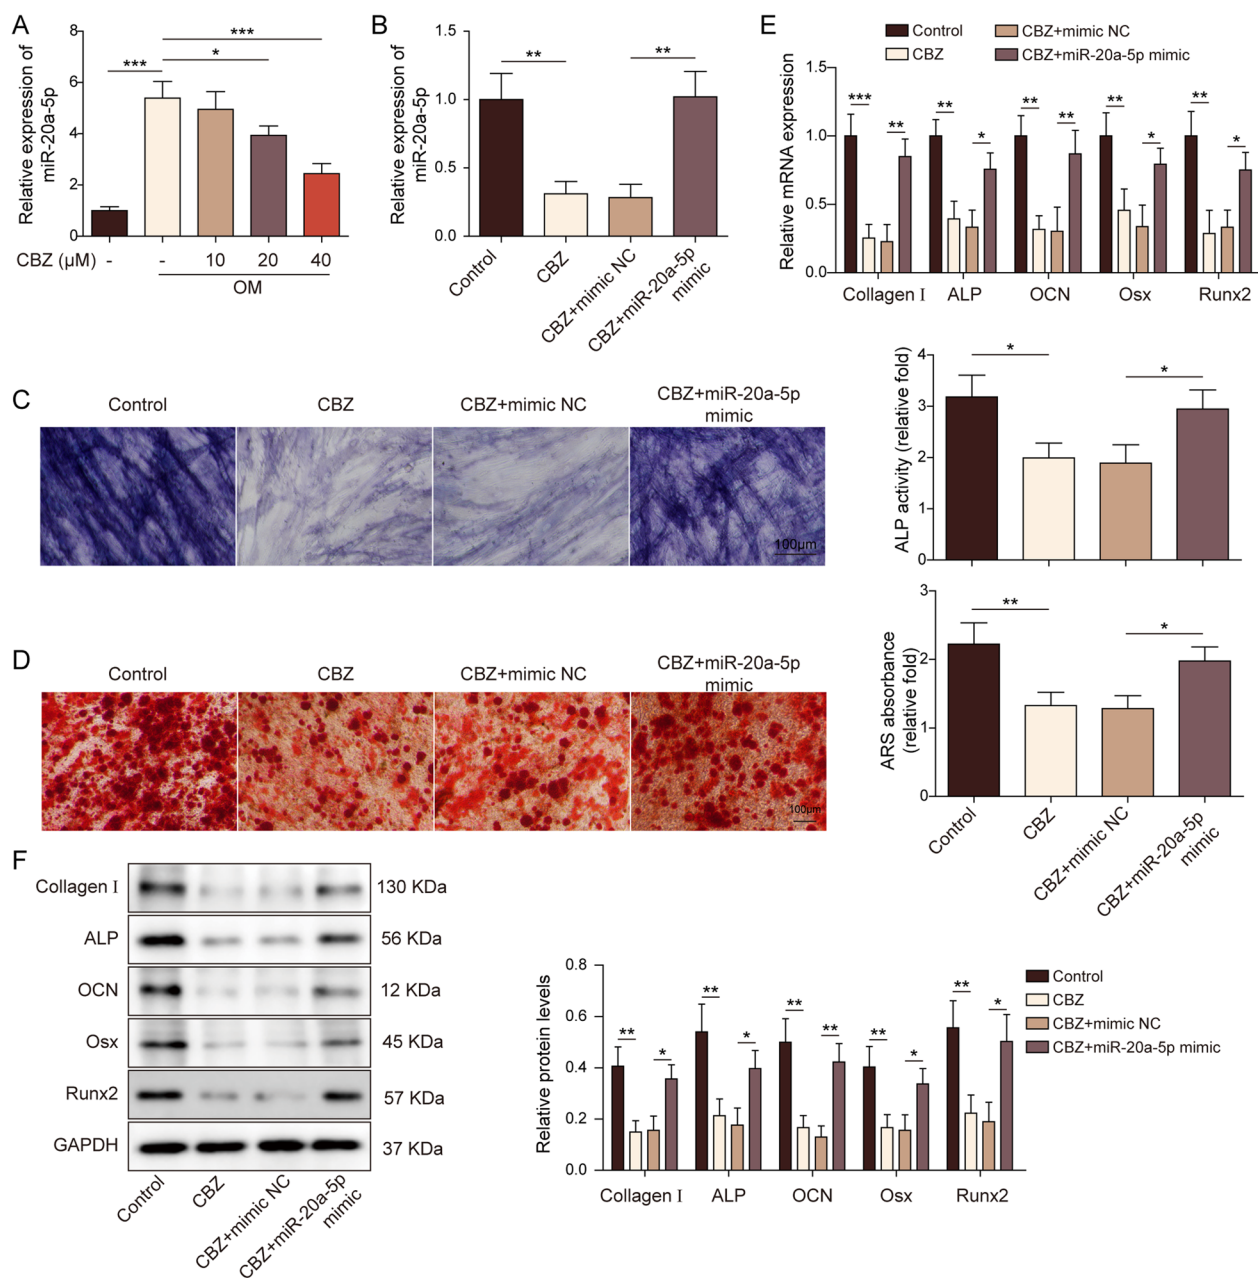 A
Relative expression of
miR-20a-5p
8
6
4
2
0
***
***
*
CBZ (μM) - - 10 20 40
OM
B
Relative expression of
miR-20a-5p
1.5
1.0
0.5
0.0
**
**
Control
CBZ
CBZ+mimic NC
CBZ+miR-20a-5p
mimic
E
Control
CBZ
CBZ+mimic NC
CBZ+miR-20a-5p mimic
Relative mRNA expression
1.5
1.0
0.5
0.0
*** ** ** ** **
** * ** * *
Collagen I ALP OCN Osx Runx2
C
Control CBZ CBZ+mimic NC CBZ+miR-20a-5p
mimic
100μm
ALP activity (relative fold)
4
3
2
1
0
*
*
D
Control CBZ CBZ+mimic NC CBZ+miR-20a-5p
mimic
100μm
ARS absorbance
(relative fold)
3
2
1
0
**
*
Control
CBZ
CBZ+mimic NC
CBZ+miR-20a-5p
mimic
F
Collagen I 130 KDa
ALP 56 KDa
OCN 12 KDa
Osx 45 KDa
Runx2 57 KDa
GAPDH 37 KDa
Control
CBZ
CBZ+mimic NC
CBZ+miR-20a-5p
mimic
Relative protein levels
0.8
0.6
0.4
0.2
0.0
** ** ** ** **
* * ** * *
Collagen I ALP OCN Osx Runx2
Control
CBZ
CBZ+mimic NC
CBZ+miR-20a-5p mimic